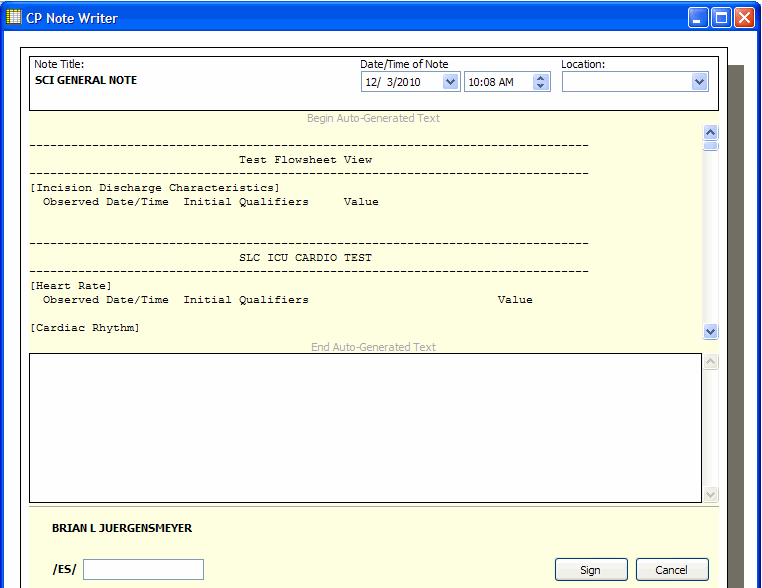 CP Note Writer
Note Title: Date/Time of Note Location:
SCI GENERAL NOTE 12/ 3/2010 10:08 AM
Begin Auto-Generated Text
--------------------------------------------------------------------------------
Test Flowsheet View
--------------------------------------------------------------------------------
[Incision Discharge Characteristics]
Observed Date/Time Initial Qualifiers Value
--------------------------------------------------------------------------------
SLC ICU CARDIO TEST
--------------------------------------------------------------------------------
[Heart Rate]
Observed Date/Time Initial Qualifiers Value
[Cardiac Rhythm]
End Auto-Generated Text
BRIAN L JUERGENSMEYER
/ES/ Sign Cancel